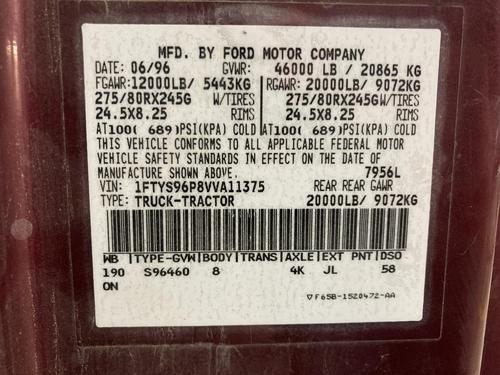 MFD. BY FORD MOTOR COMPANY
DATE: 06/96 GVWR: 46000 LB / 20865 KG
FGAWR: 12000LB/ 5443KG RGAWR: 20000LB/ 9072KG
275/80RX245G W/TIRES 275/80RX245G W/TIRES
24.5X8.25 RIMS 24.5X8.25 RIMS
AT100( 689)PSI(KPA) COLD AT100( 689)PSI(KPA) COLD
THIS VEHICLE CONFORMS TO ALL APPLICABLE FEDERAL MOTOR
VEHICLE SAFETY STANDARDS IN EFFECT ON THE DATE OF
MANUFACTURE SHOWN ABOVE. 7956L
VIN: 1FTYS96P8VVA11375 REAR REAR GAWR
TYPE: TRUCK-TRACTOR 20000LB/ 9072KG
WB |TYPE-GVW|BODY|TRANS|AXLE|EXT PNT|DSO
190 S96460 8 4K JL 58
ON
▽F65B-1520472-AA